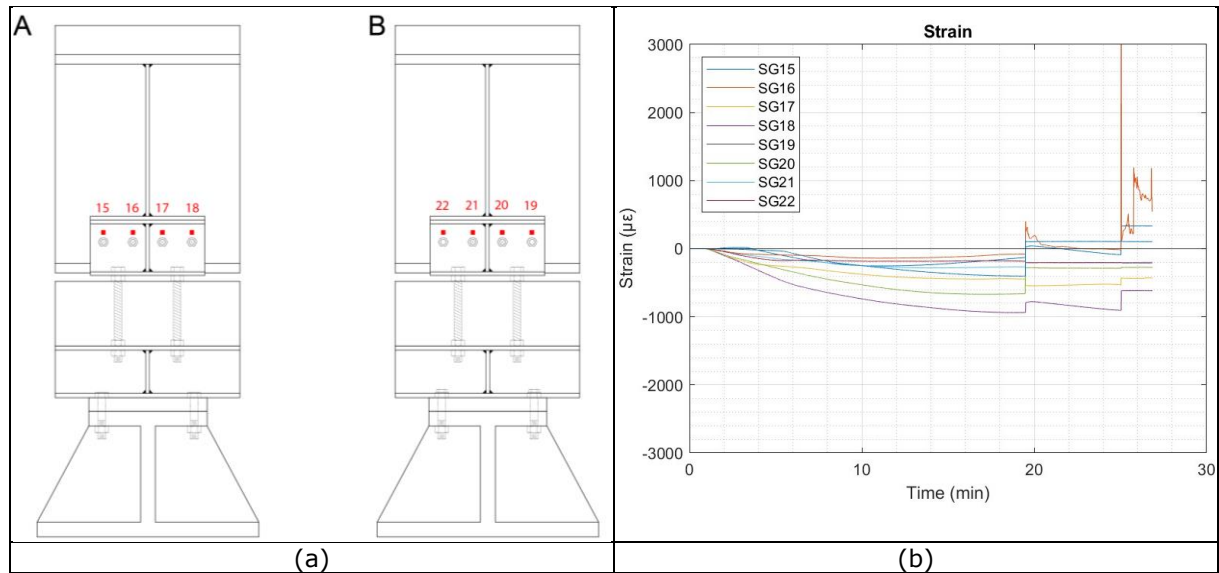 A
B
15 16 17 18
22 21 20 19
(a)
Strain
3000
2000
1000
0
-1000
-2000
-3000
Strain (με)
SG15
SG16
SG17
SG18
SG19
SG20
SG21
SG22
0 10 20 30
Time (min)
(b)